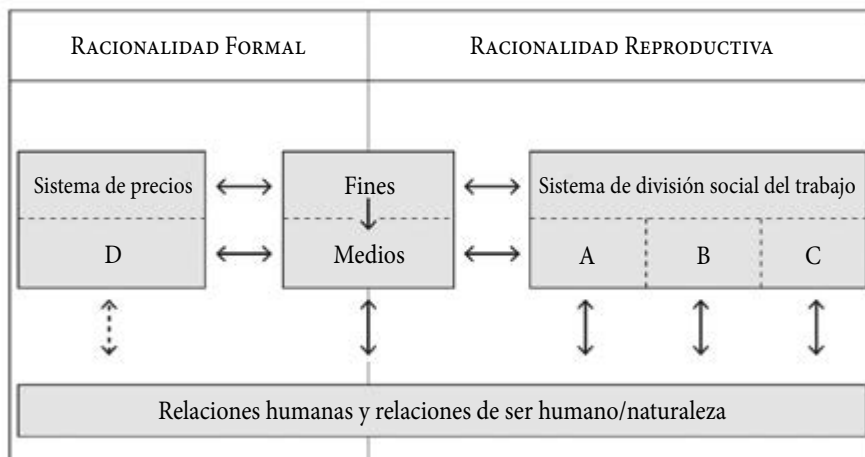 RACIONALIDAD FORMAL
RACIONALIDAD REPRODUCTIVA
Sistema de precios
Fines
Sistema de división social del trabajo
D
Medios
A
B
C
Relaciones humanas y relaciones de ser humano/naturaleza